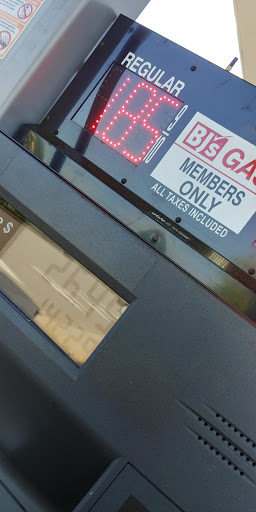 REGULAR
185 9/10
BJ's GAS
MEMBERS
ONLY
ALL TAXES INCLUDED